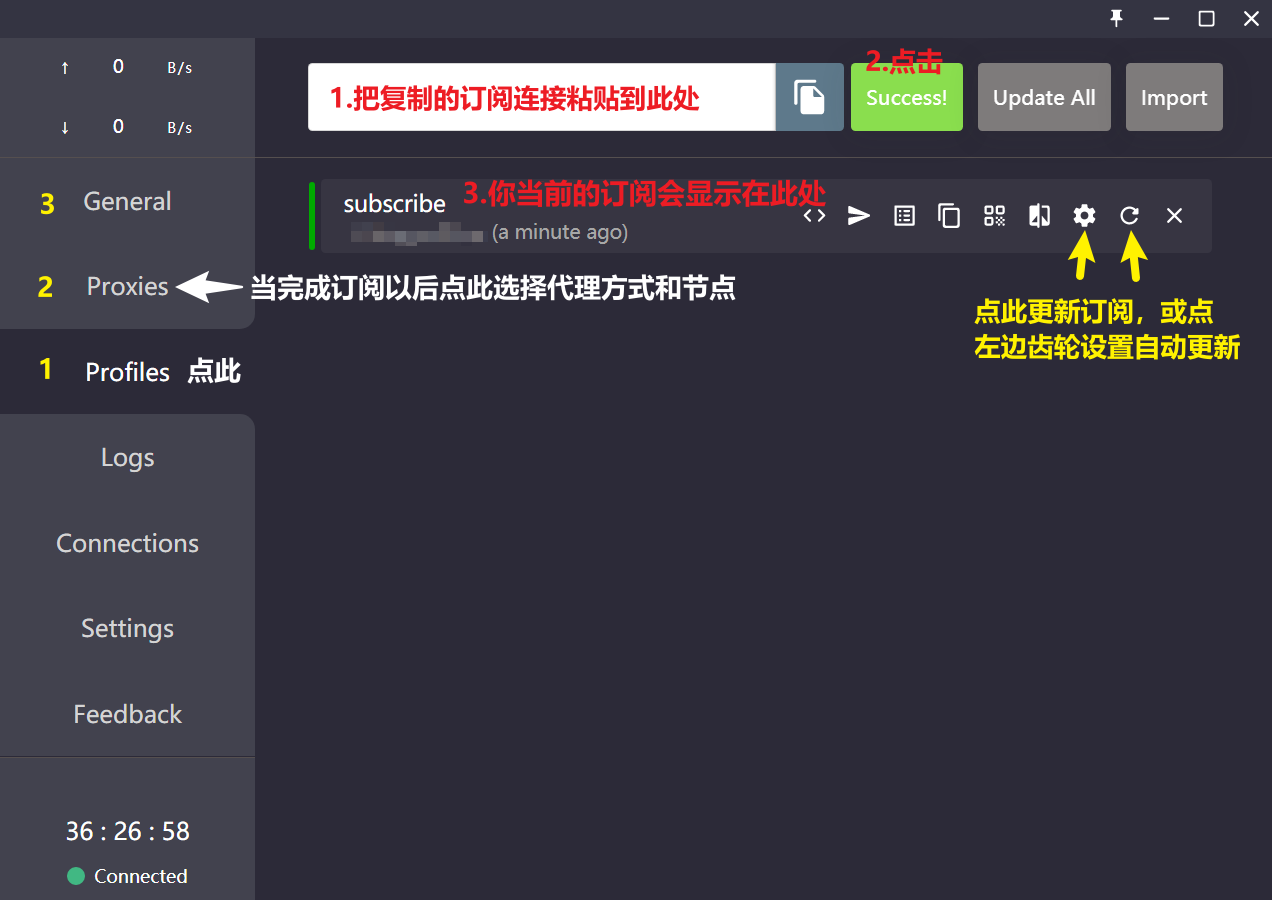 ↑ 0 B/s
↓ 0 B/s
1.把复制的订阅连接粘贴到此处
2.点击
Success!
Update All
Import
3 General
2 Proxies
当完成订阅以后点此选择代理方式和节点
1 Profiles 点此
Logs
Connections
Settings
Feedback
36 : 26 : 58
Connected
subscribe
3.你当前的订阅会显示在此处
(a minute ago)
点此更新订阅，或点
左边齿轮设置自动更新